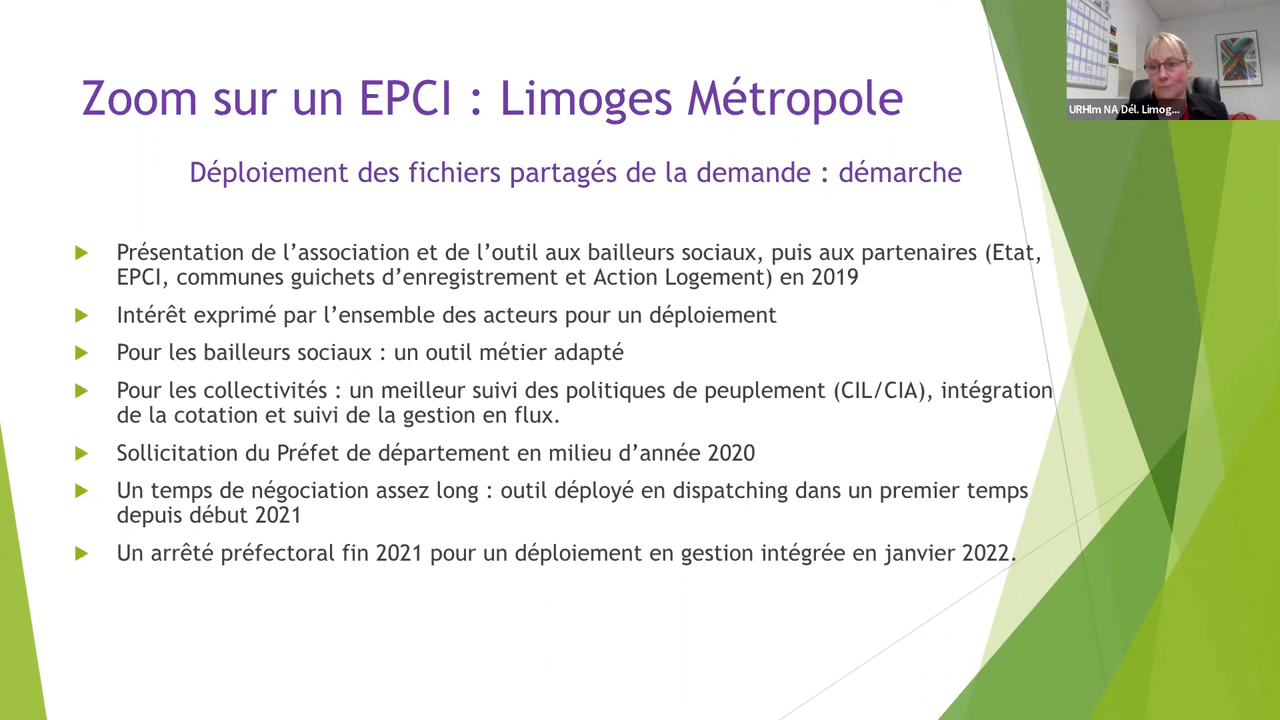 Zoom sur un EPCI : Limoges Métropole
Déploiement des fichiers partagés de la demande : démarche
Présentation de l’association et de l’outil aux bailleurs sociaux, puis aux partenaires (Etat,
EPCI, communes guichets d’enregistrement et Action Logement) en 2019
Intérêt exprimé par l’ensemble des acteurs pour un déploiement
Pour les bailleurs sociaux : un outil métier adapté
Pour les collectivités : un meilleur suivi des politiques de peuplement (CIL/CIA), intégration
de la cotation et suivi de la gestion en flux.
Sollicitation du Préfet de département en milieu d’année 2020
Un temps de négociation assez long : outil déployé en dispatching dans un premier temps
depuis début 2021
Un arrêté préfectoral fin 2021 pour un déploiement en gestion intégrée en janvier 2022.
URHlm NA Dél. Limog...